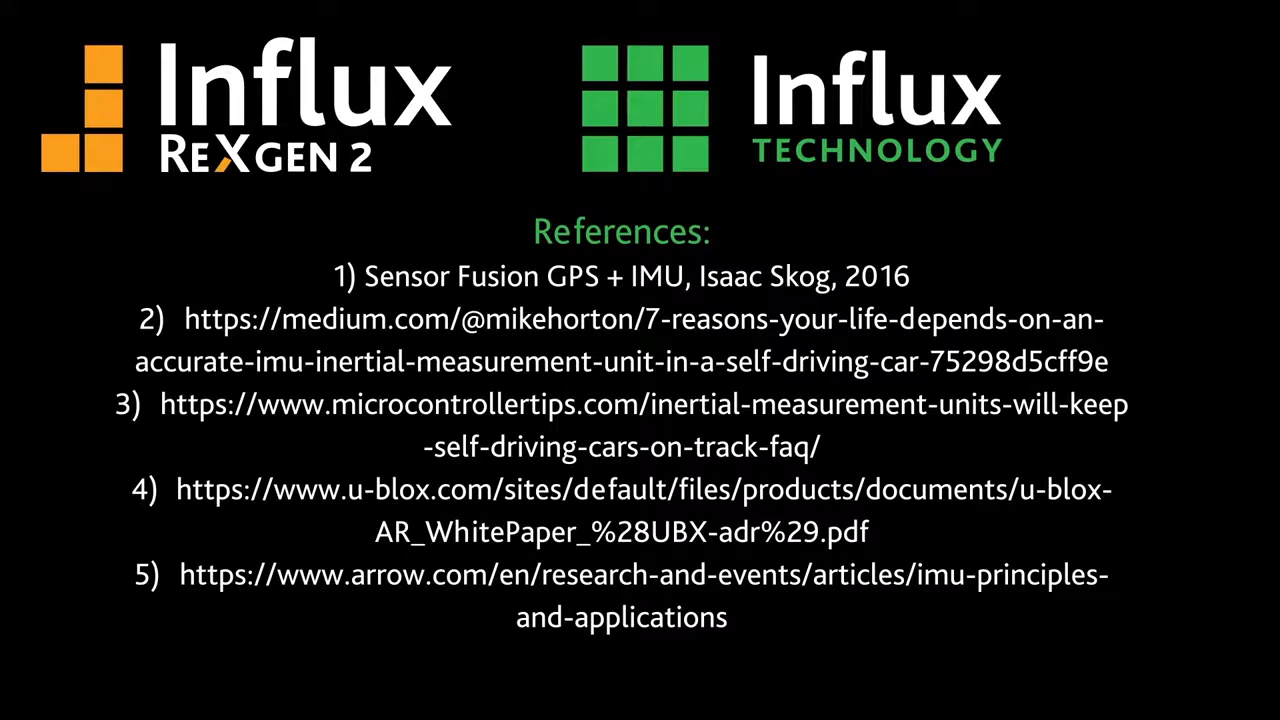 Influx
REXGEN 2
Influx
TECHNOLOGY
References:
1) Sensor Fusion GPS + IMU, Isaac Skog, 2016
2) https://medium.com/@mikehorton/7-reasons-your-life-depends-on-an-
accurate-imu-inertial-measurement-unit-in-a-self-driving-car-75298d5cff9e
3) https://www.microcontrollertips.com/inertial-measurement-units-will-keep
-self-driving-cars-on-track-faq/
4) https://www.u-blox.com/sites/default/files/products/documents/u-blox-
AR_WhitePaper_%28UBX-adr%29.pdf
5) https://www.arrow.com/en/research-and-events/articles/imu-principles-
and-applications